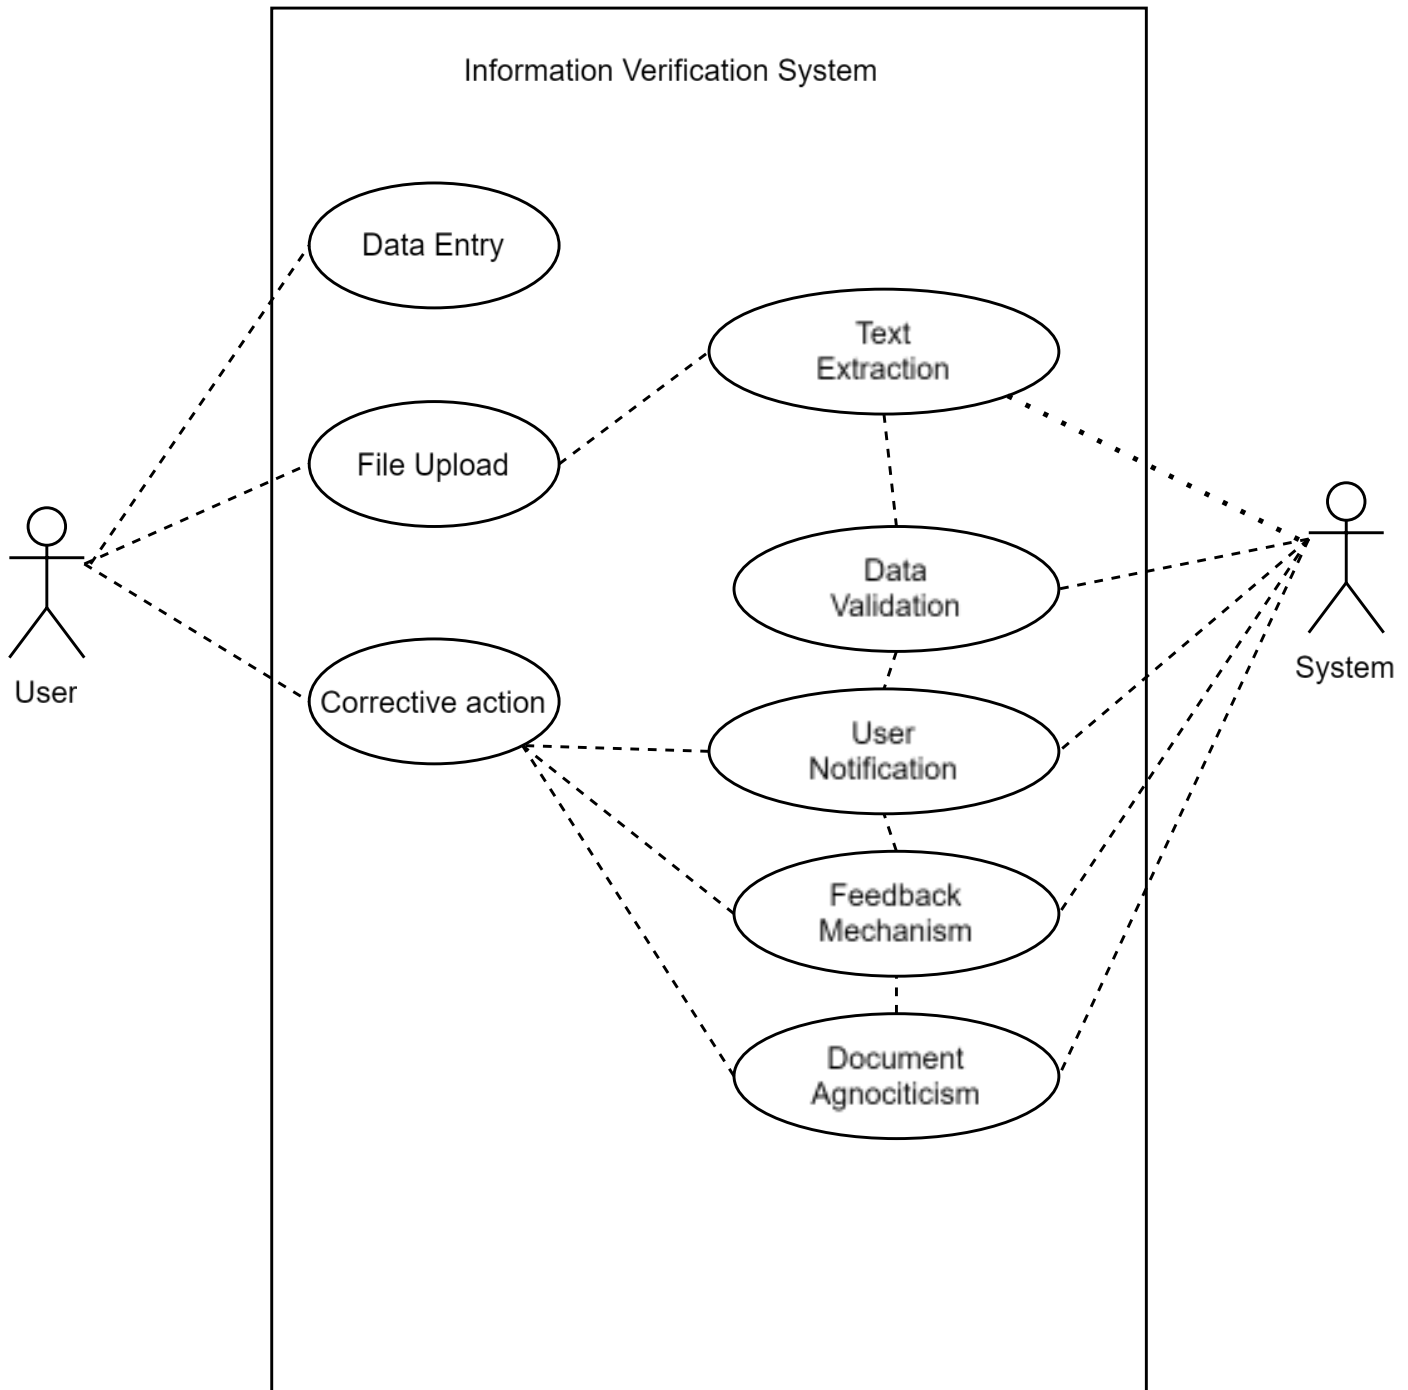 Information Verification System
Data Entry
Text
Extraction
File Upload
Data
Validation
System
User
Corrective action
User
Notification
Feedback
Mechanism
Document
Agnociticism